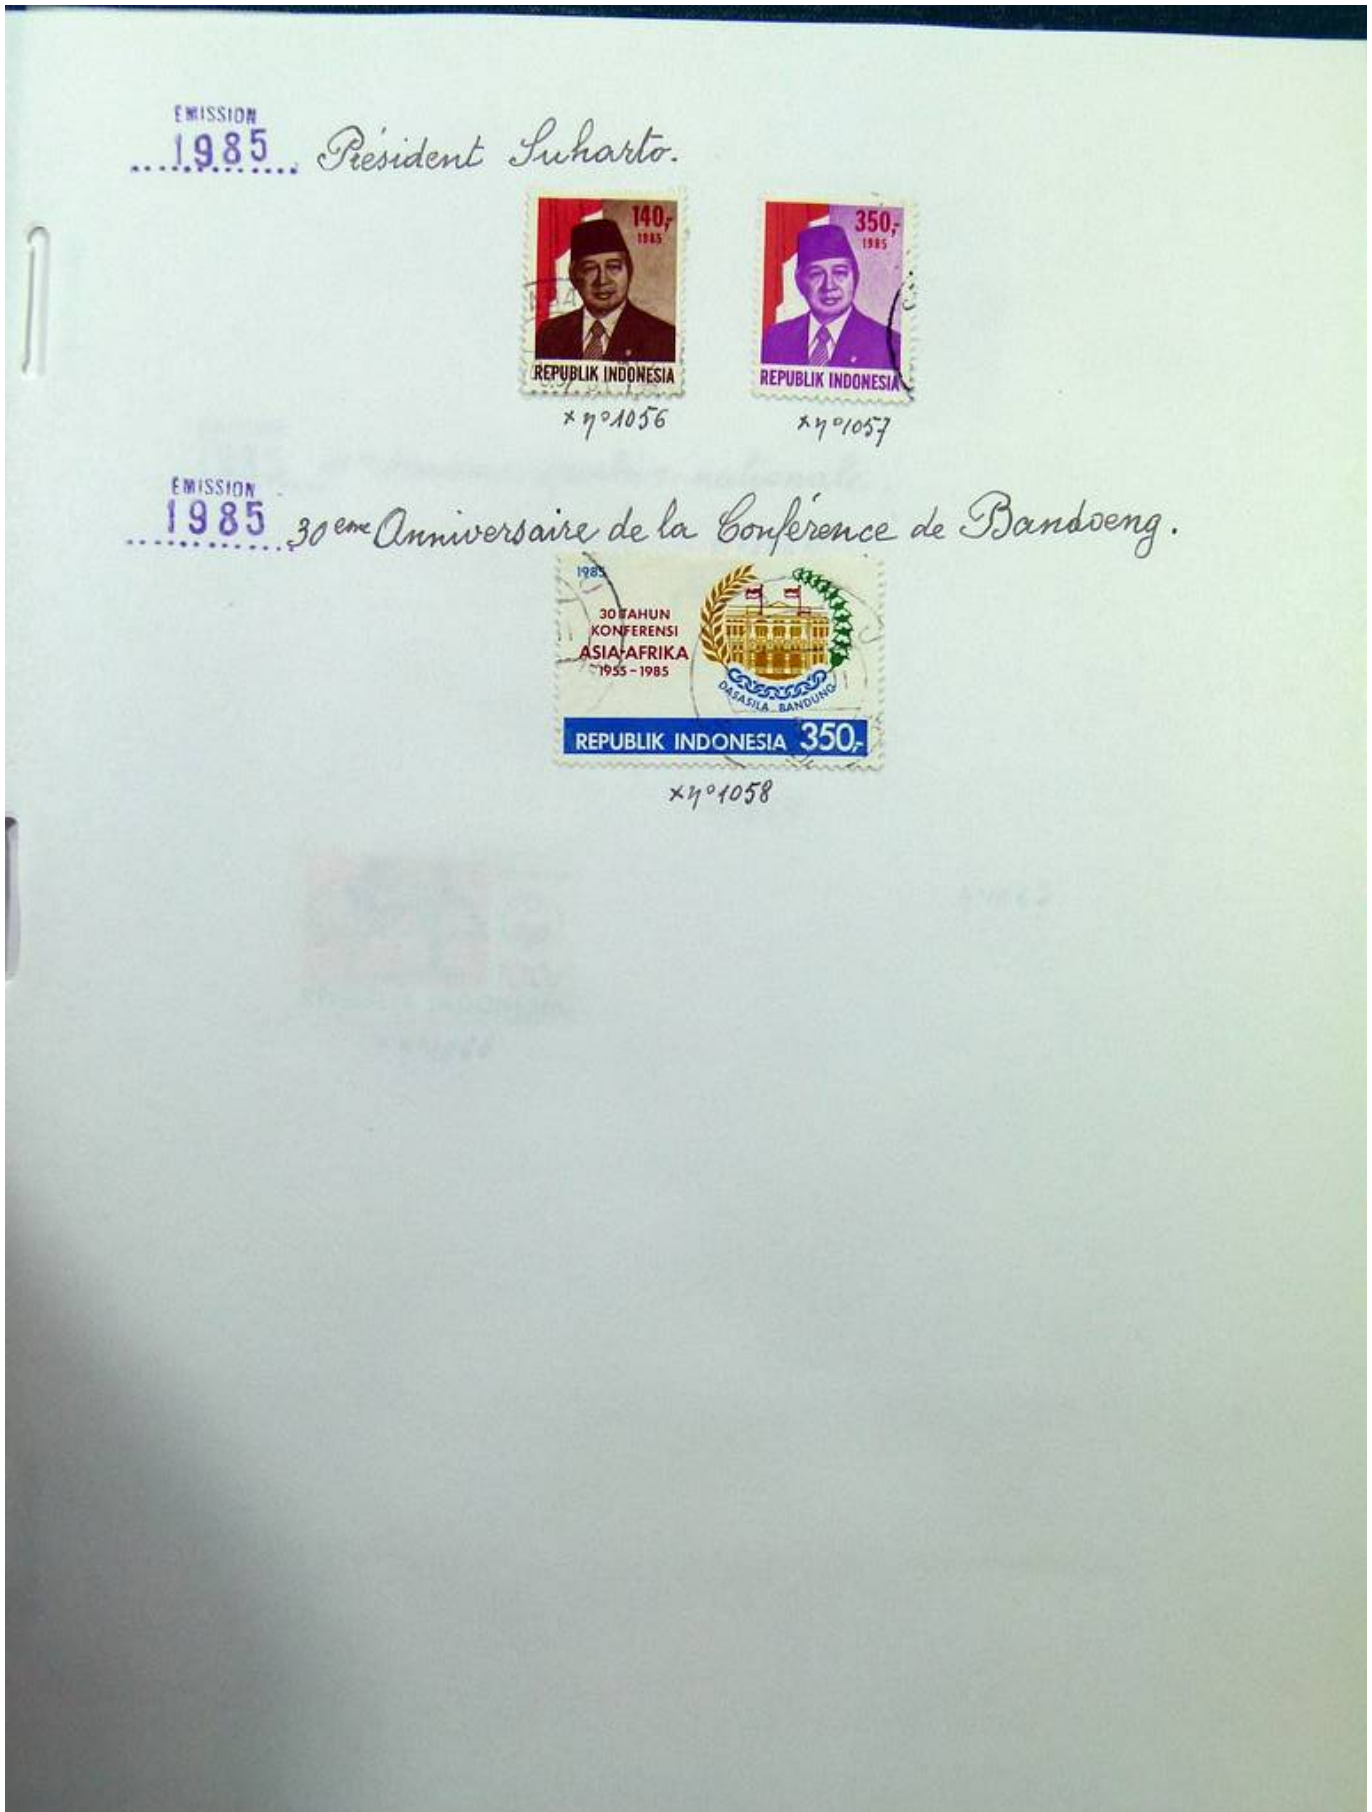 EMISSION
1985 Président Suharto.
140,-
1985
REPUBLIK INDONESIA
350,-
1985
REPUBLIK INDONESIA
x n° 1056
x n° 1057
EMISSION
1985 30eme Anniversaire de la Conférence de Bandoeng.
1985
30 TAHUN
KONFERENSI
ASIA-AFRIKA
1955-1985
DASASILA BANDUNG
REPUBLIK INDONESIA 350,-
x n° 1058